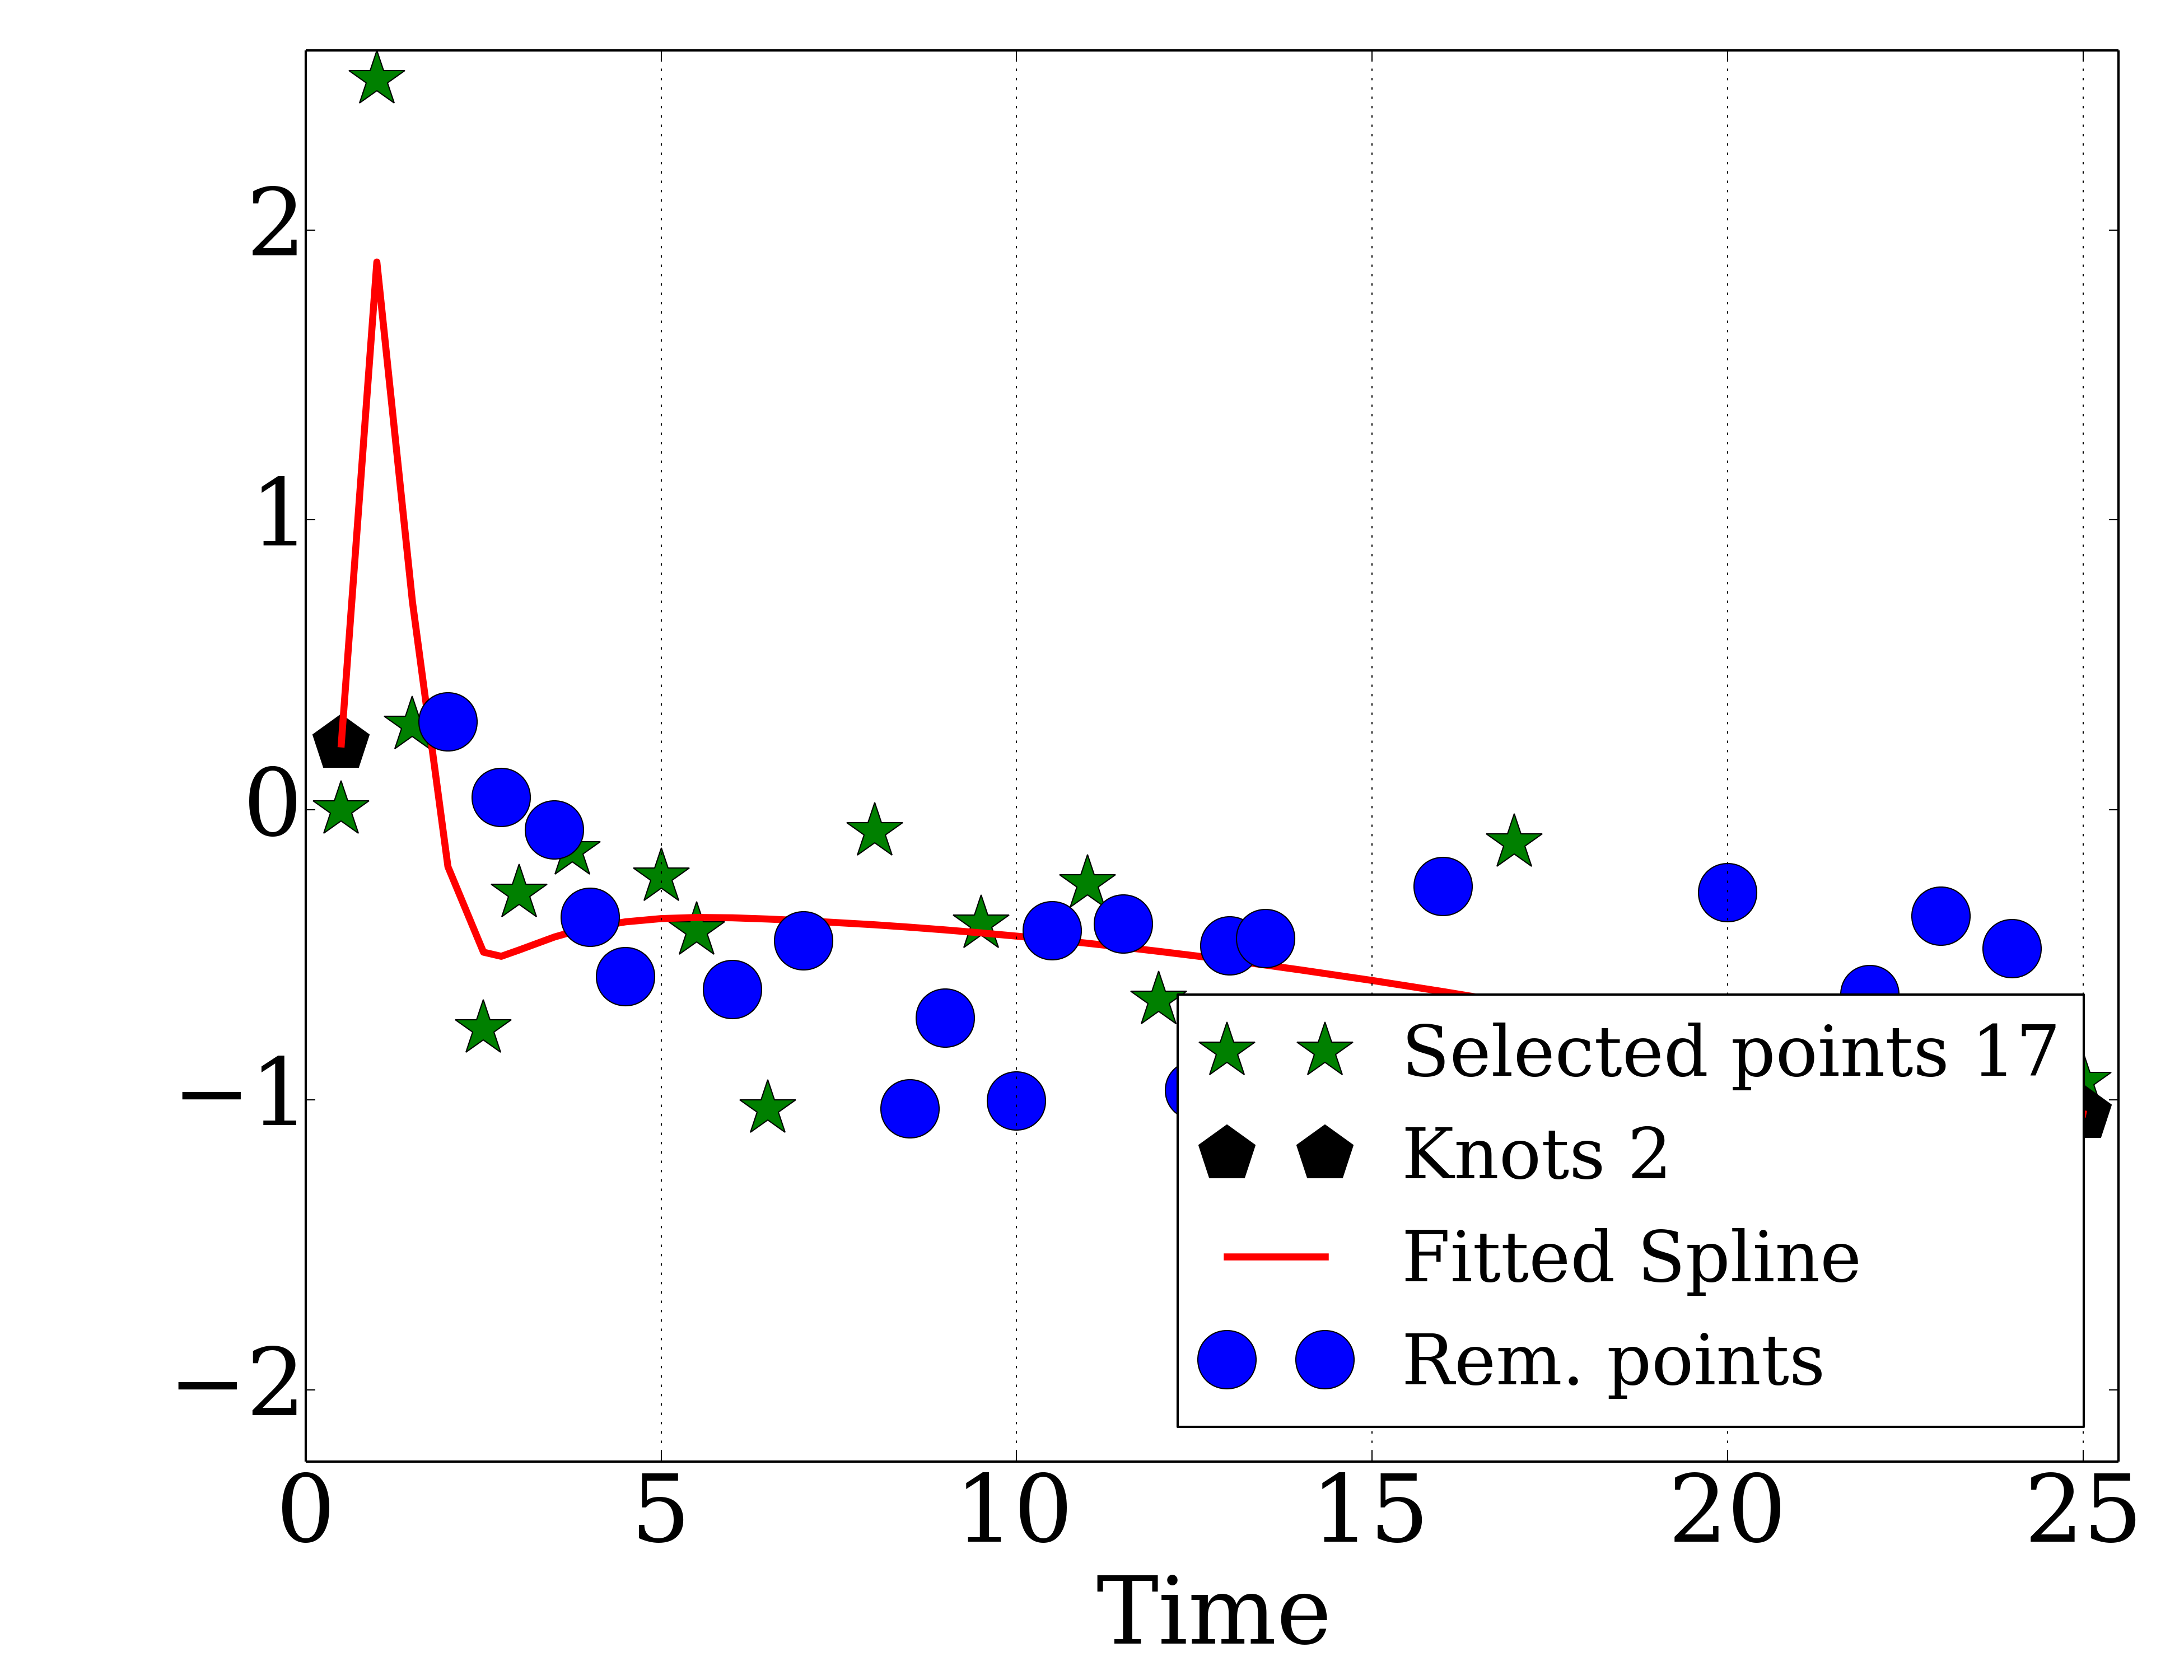 2
1
0
−1
−2
Selected points 17
Knots 2
Fitted Spline
Rem. points
0 5 10 15 20 25
Time